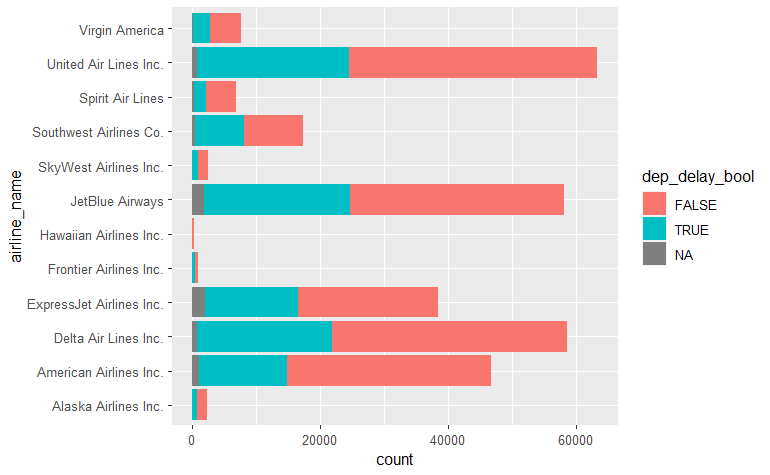 airline_name
Virgin America
United Air Lines Inc.
Spirit Air Lines
Southwest Airlines Co.
SkyWest Airlines Inc.
JetBlue Airways
Hawaiian Airlines Inc.
Frontier Airlines Inc.
ExpressJet Airlines Inc.
Delta Air Lines Inc.
American Airlines Inc.
Alaska Airlines Inc.
0 20000 40000 60000
count
dep_delay_bool
FALSE
TRUE
NA